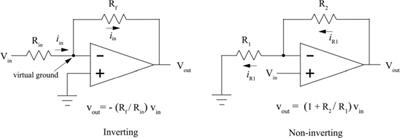 R_f
i_in
i_in
R_in
V_in
−
+
V_out
virtual ground
v_out = - (R_f / R_in) v_in
Inverting
R_2
i_R1
R_1
−
+
i_R1
V_in
V_out
v_out = (1 + R_2 / R_1) v_in
Non-inverting